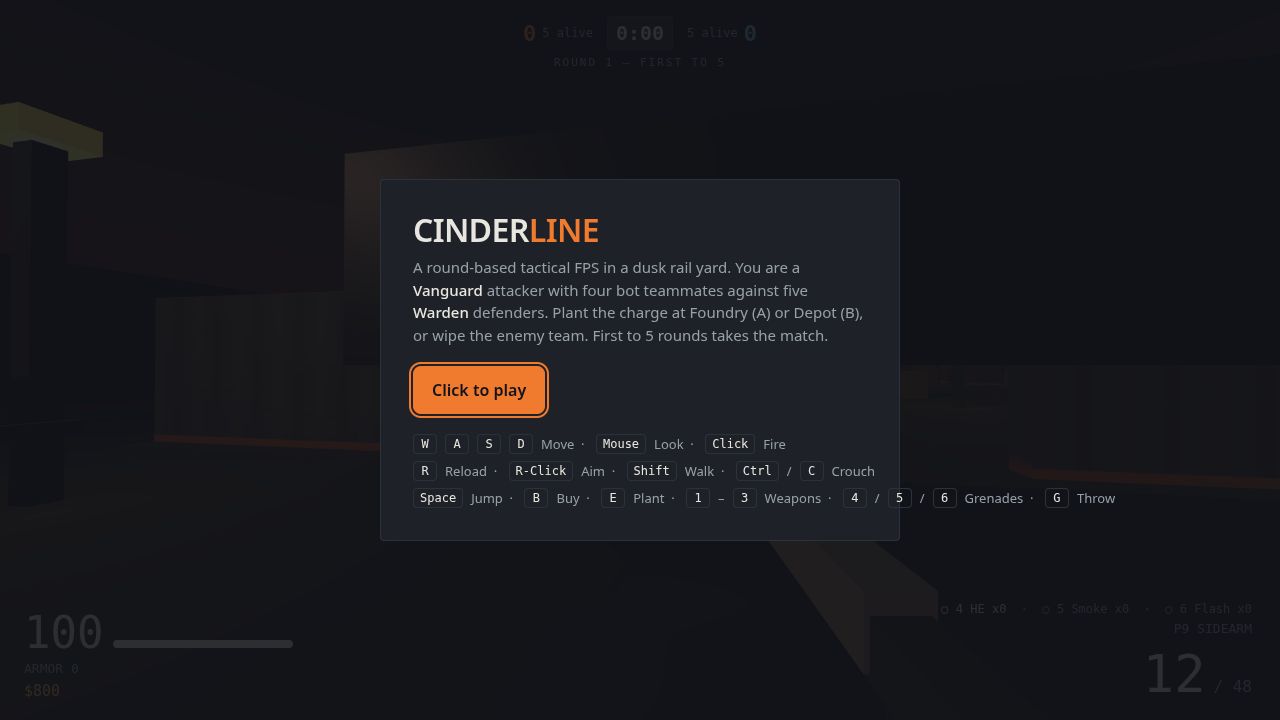 0 5 alive 0:00 5 alive 0
ROUND 1 — FIRST TO 5
CINDERLINE
A round-based tactical FPS in a dusk rail yard. You are a
Vanguard attacker with four bot teammates against five
Warden defenders. Plant the charge at Foundry (A) or Depot (B),
or wipe the enemy team. First to 5 rounds takes the match.
Click to play
W A S D Move · Mouse Look · Click Fire
R Reload · R-Click Aim · Shift Walk · Ctrl / C Crouch
Space Jump · B Buy · E Plant · 1 – 3 Weapons · 4 / 5 / 6 Grenades · G Throw
100
ARMOR 0
$800
○ 4 HE x0 · ○ 5 Smoke x0 · ○ 6 Flash x0
P9 SIDEARM
12 / 48